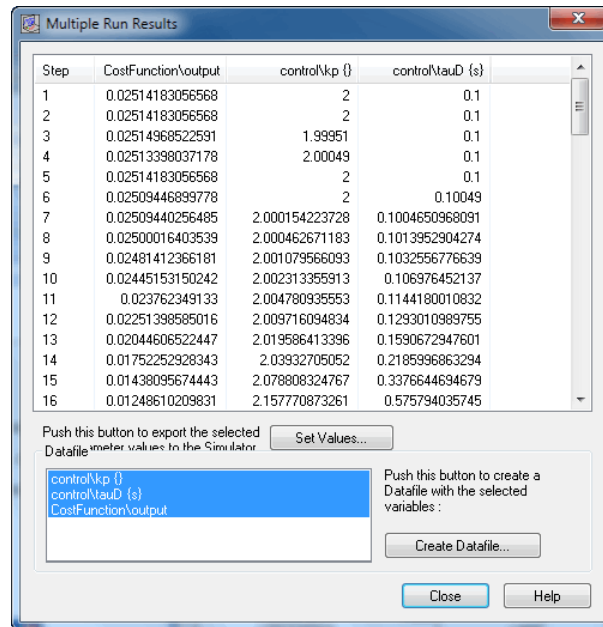 Multiple Run Results
Step CostFunction\output control\kp {} control\tauD {s}
1 0.02514183056568 2 0.1
2 0.02514183056568 2 0.1
3 0.02514968522591 1.99951 0.1
4 0.02513398037178 2.00049 0.1
5 0.02514183056568 2 0.1
6 0.02509446899778 2 0.10049
7 0.02509440256485 2.000154223728 0.1004650968091
8 0.02500016403539 2.000462671183 0.1013952904274
9 0.02481412366181 2.001079566093 0.1032556776639
10 0.02445153150242 2.002313355913 0.106976452137
11 0.023762349133 2.004780935553 0.1144180010832
12 0.02251398585016 2.009716094834 0.1293010989755
13 0.02044606522447 2.019586413396 0.1590672947601
14 0.01752252928343 2.03932705052 0.2185996863294
15 0.01438095674443 2.078808324767 0.3376644694679
16 0.01248610209831 2.157770873261 0.575794035745
Push this button to export the selected
meter values to the Simulator
Set Values...
Datafile
control\kp {}
control\tauD {s}
CostFunction\output
Push this button to create a
Datafile with the selected
variables :
Create Datafile...
Close Help